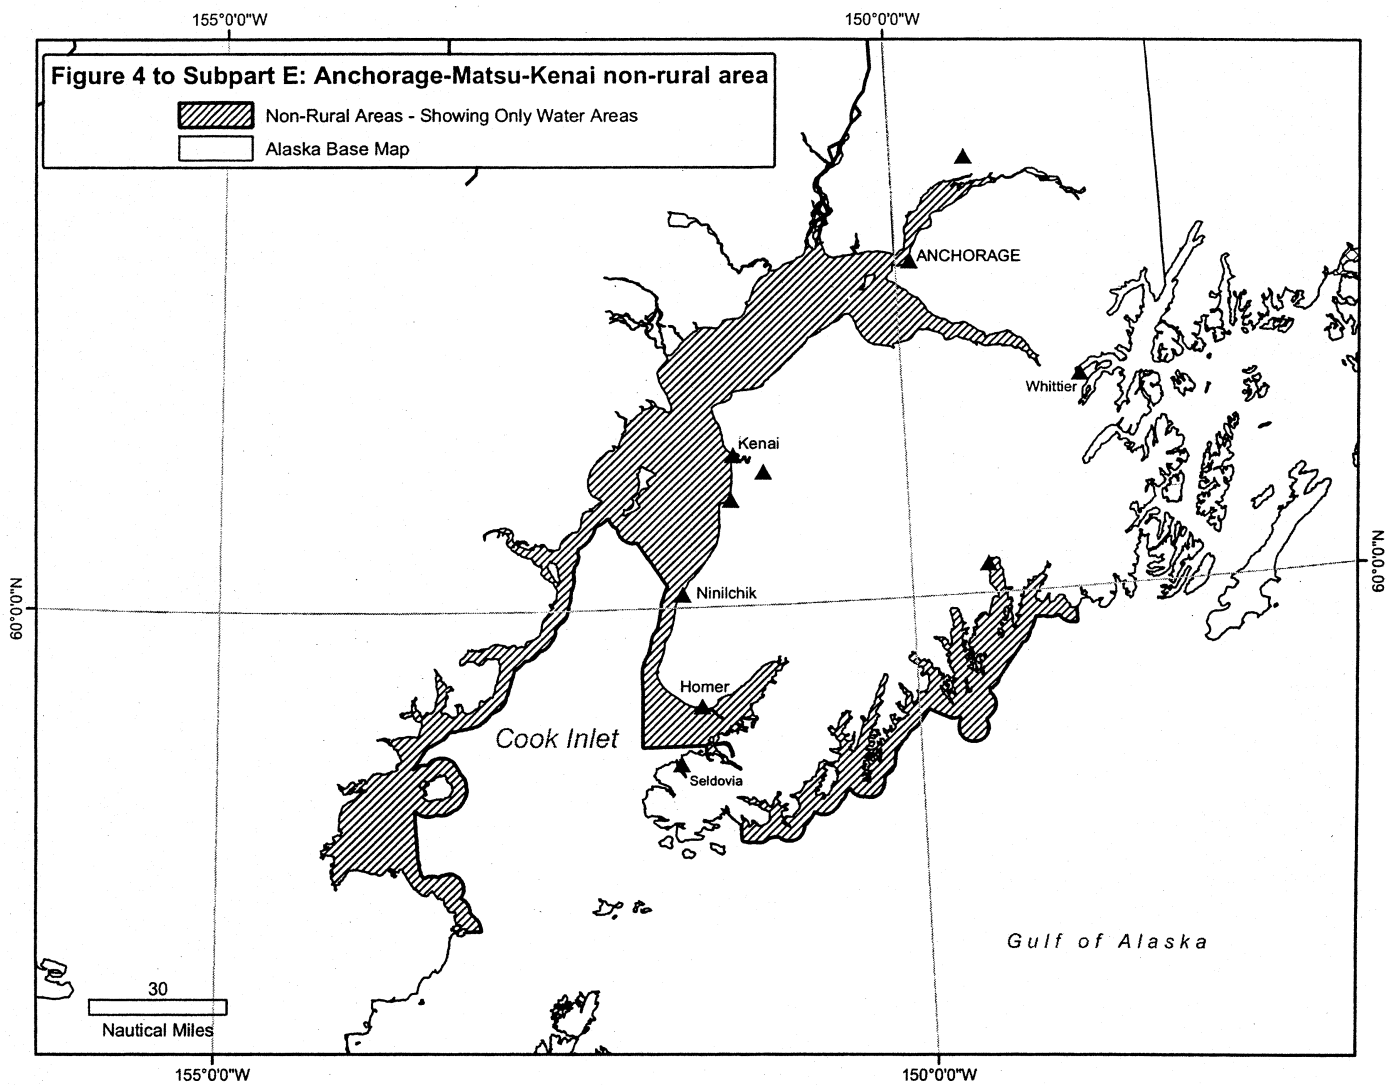 155°0'0"W
150°0'0"W
Figure 4 to Subpart E: Anchorage-Matsu-Kenai non-rural area
Non-Rural Areas - Showing Only Water Areas
Alaska Base Map
ANCHORAGE
Whittier
Kenai
60°0'0"N
60°0'0"N
Ninilchik
Homer
Cook Inlet
Seldovia
Gulf of Alaska
30
Nautical Miles
155°0'0"W
150°0'0"W